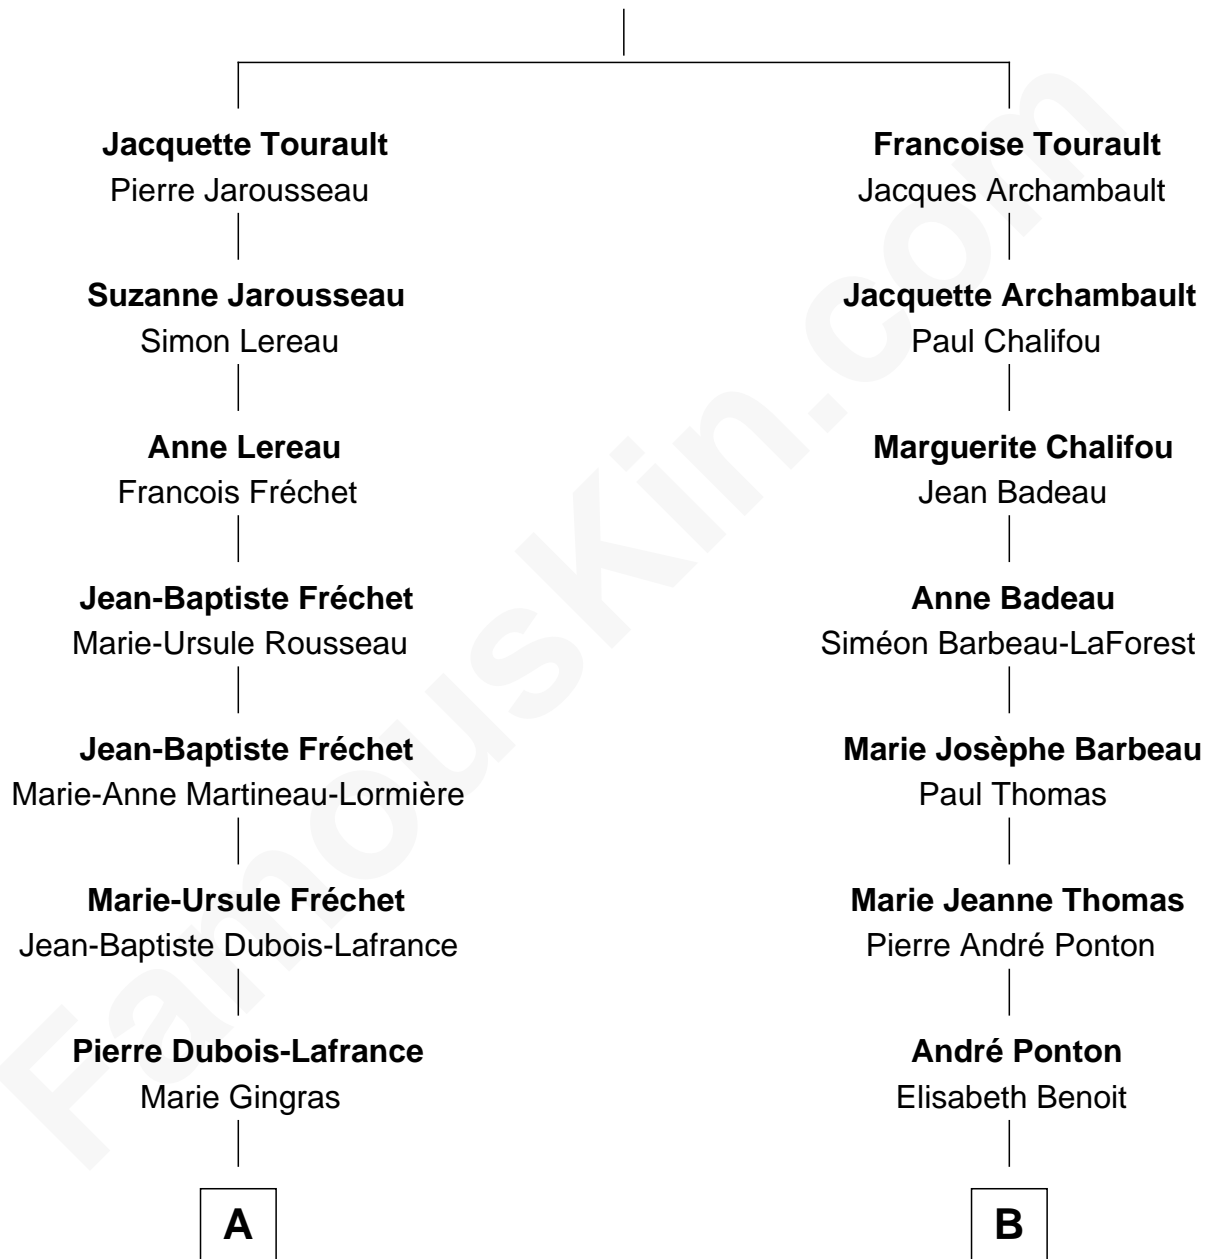 Jacquette Tourault
Pierre Jarousseau
Suzanne Jarousseau
Simon Lereau
Anne Lereau
Francois Fréchet
Jean-Baptiste Fréchet
Marie-Ursule Rousseau
Jean-Baptiste Fréchet
Marie-Anne Martineau-Lormière
Marie-Ursule Fréchet
Jean-Baptiste Dubois-Lafrance
Pierre Dubois-Lafrance
Marie Gingras
A
Francoise Tourault
Jacques Archambault
Jacquette Archambault
Paul Chalifou
Marguerite Chalifou
Jean Badeau
Anne Badeau
Siméon Barbeau-LaForest
Marie Josèphe Barbeau
Paul Thomas
Marie Jeanne Thomas
Pierre André Ponton
André Ponton
Elisabeth Benoit
B
FamousKin.com